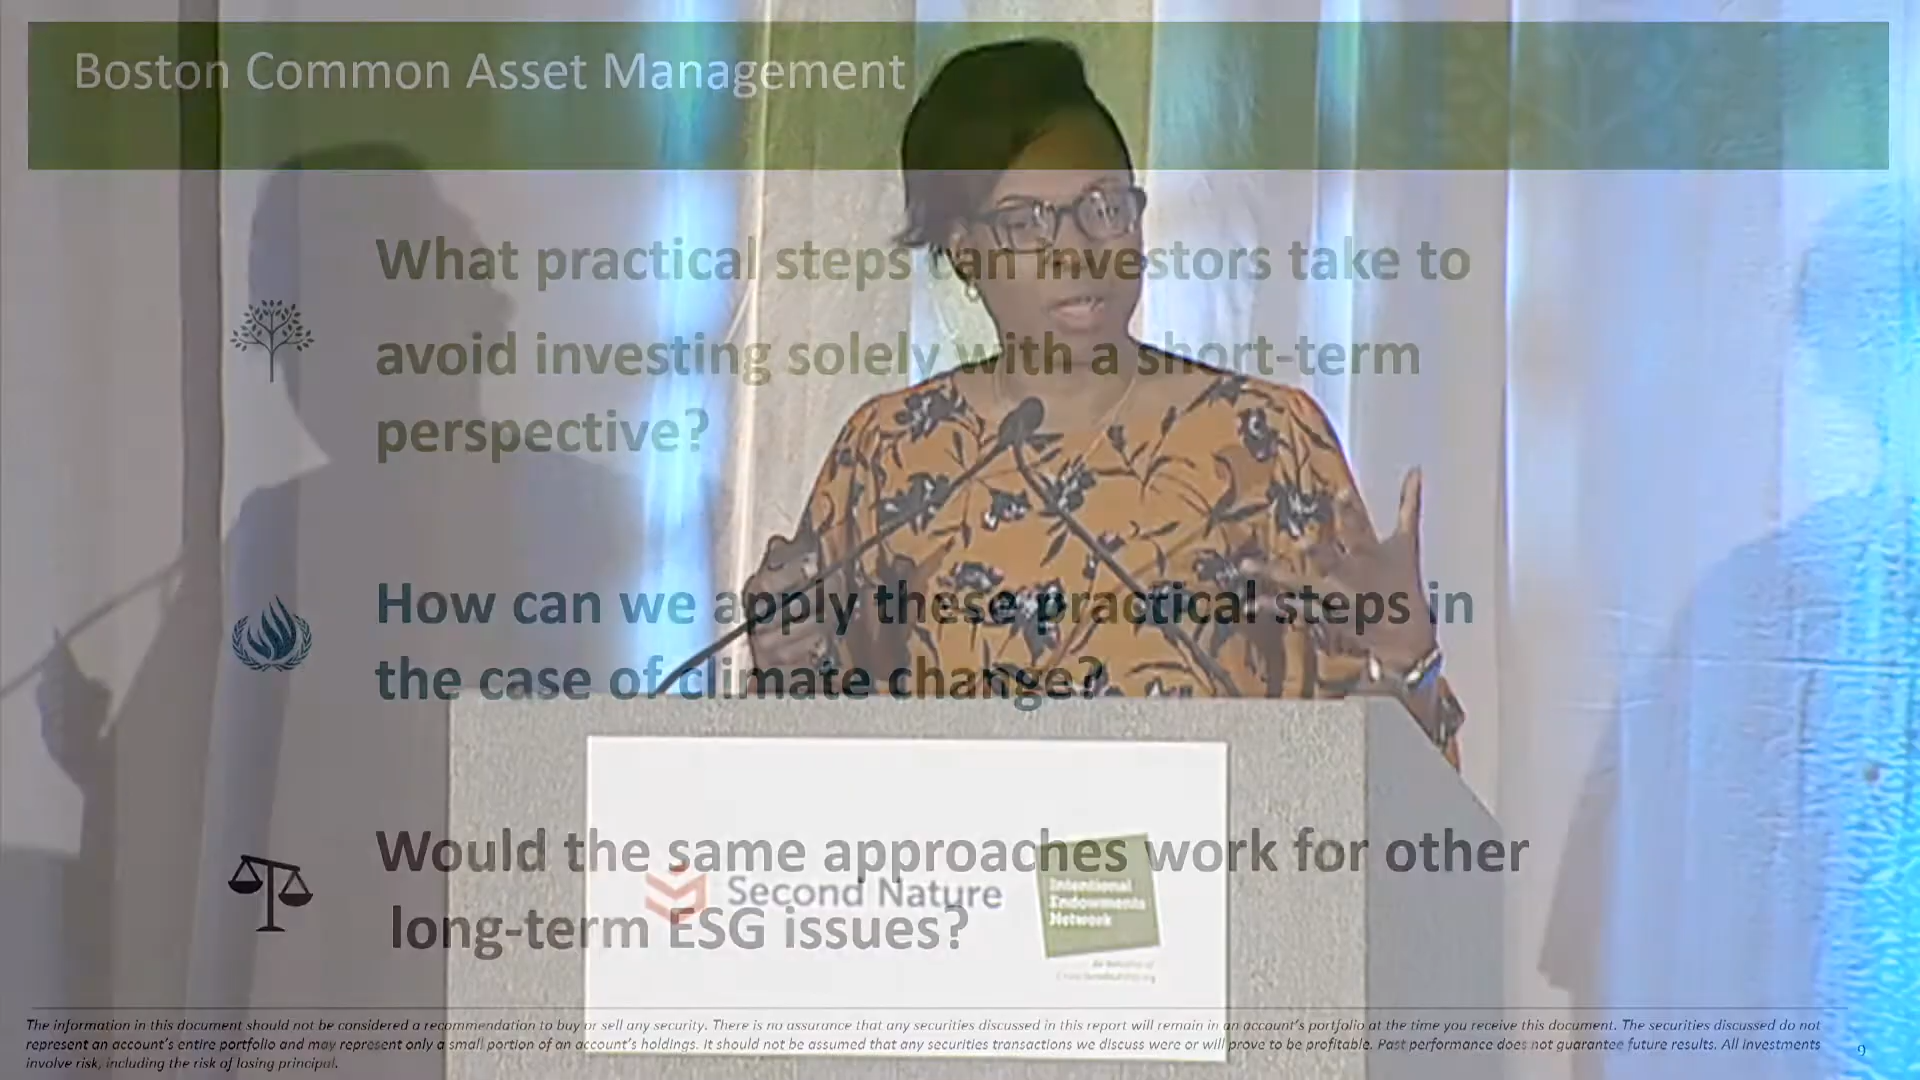 Boston Common Asset Management
What practical steps can investors take to
avoid investing solely with a short-term
perspective?
How can we apply these practical steps in
the case of climate change?
Would the same approaches work for other
long-term ESG issues?
Second Nature
Intentional
Endowments
Network
The information in this document should not be considered a recommendation to buy or sell any security. There is no assurance that any securities discussed in this report will remain in an account's portfolio at the time you receive this document. The securities discussed do not
represent an account's entire portfolio and may represent only a small portion of an account's holdings. It should not be assumed that any securities transactions we discuss were or will prove to be profitable. Past performance does not guarantee future results. All investments
involve risk, including the risk of losing principal.
9